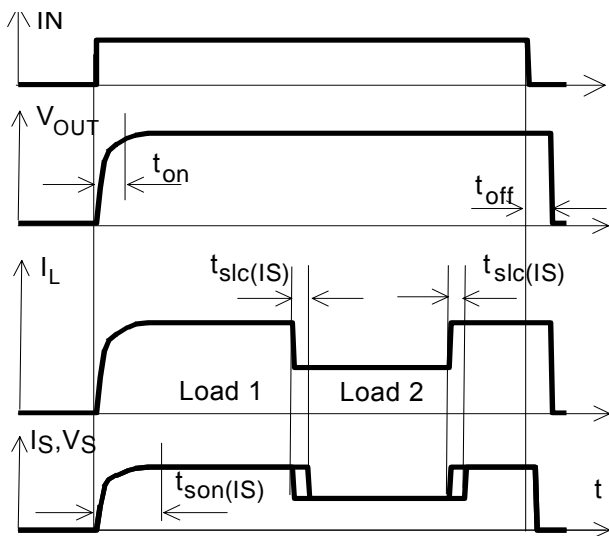 IN
VOUT
ton
toff
IL
tslc(IS)
tslc(IS)
Load 1
Load 2
IS,VS
tson(IS)
t